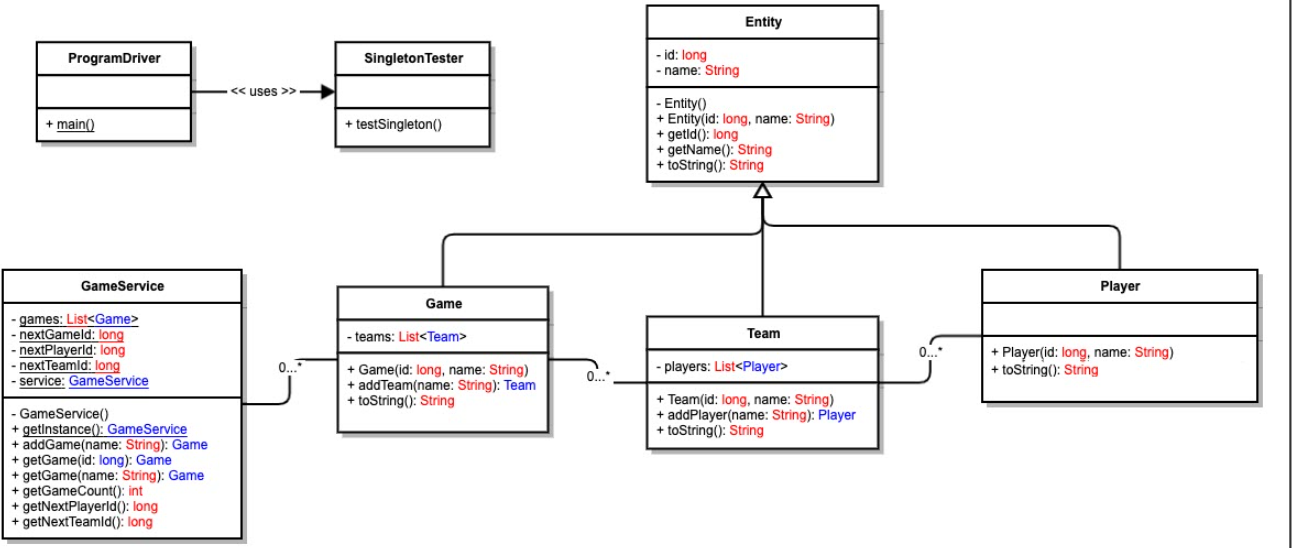 ProgramDriver
+ main()
<< uses >>
SingletonTester
+ testSingleton()
Entity
- id: long
- name: String
- Entity()
+ Entity(id: long, name: String)
+ getId(): long
+ getName(): String
+ toString(): String
GameService
- games: List<Game>
- nextGameId: long
- nextPlayerId: long
- nextTeamId: long
- service: GameService
- GameService()
+ getInstance(): GameService
+ addGame(name: String): Game
+ getGame(id: long): Game
+ getGame(name: String): Game
+ getGameCount(): int
+ getNextPlayerId(): long
+ getNextTeamId(): long
0...*
Game
- teams: List<Team>
+ Game(id: long, name: String)
+ addTeam(name: String): Team
+ toString(): String
0...*
Team
- players: List<Player>
+ Team(id: long, name: String)
+ addPlayer(name: String): Player
+ toString(): String
0...*
Player
+ Player(id: long, name: String)
+ toString(): String